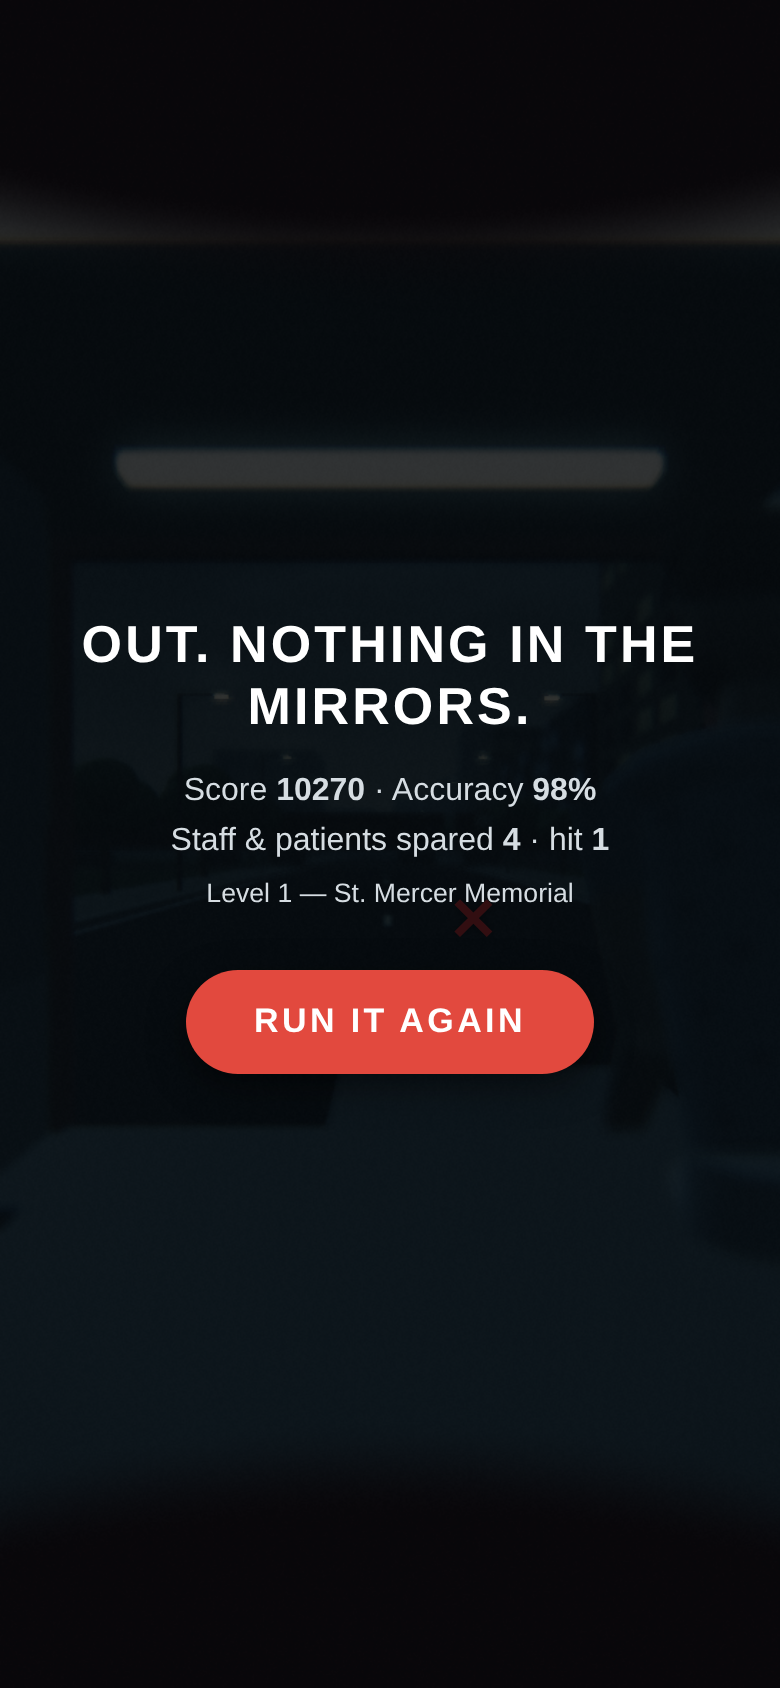 OUT. NOTHING IN THE
MIRRORS.
Score 10270 · Accuracy 98%
Staff & patients spared 4 · hit 1
Level 1 — St. Mercer Memorial
RUN IT AGAIN